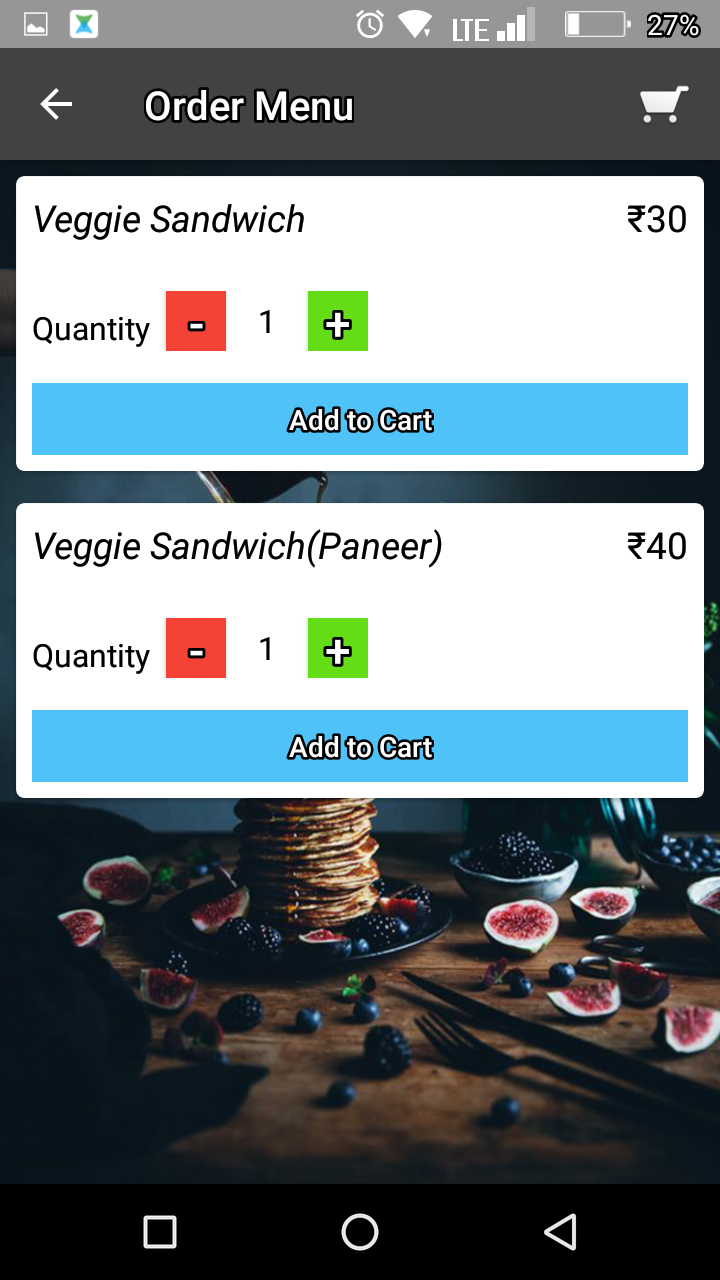 LTE 27%
Order Menu
Veggie Sandwich ₹30
Quantity - 1 +
Add to Cart
Veggie Sandwich(Paneer) ₹40
Quantity - 1 +
Add to Cart